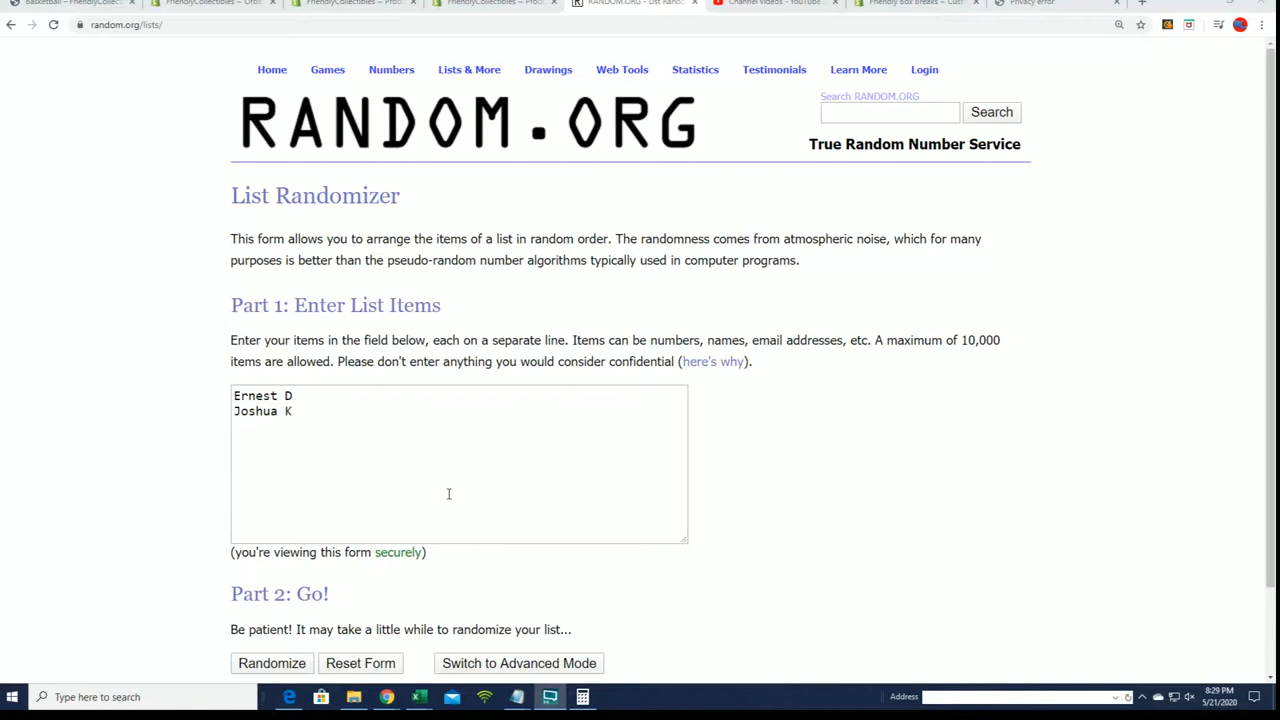 Basketball – FriendlyCollect
FriendlyCollectibles ~ Orde
FriendlyCollectibles ~ Prod
FriendlyCollectibles ~ Prod
RANDOM.ORG - List Rando
Channel videos - YouTube
Friendly Box Breaks ~ Cust
Privacy error
random.org/lists/
Home Games Numbers Lists & More Drawings Web Tools Statistics Testimonials Learn More Login
RANDOM.ORG
Search RANDOM.ORG
Search
True Random Number Service
List Randomizer
This form allows you to arrange the items of a list in random order. The randomness comes from atmospheric noise, which for many
purposes is better than the pseudo-random number algorithms typically used in computer programs.
Part 1: Enter List Items
Enter your items in the field below, each on a separate line. Items can be numbers, names, email addresses, etc. A maximum of 10,000
items are allowed. Please don't enter anything you would consider confidential (here's why).
Ernest D
Joshua K
(you're viewing this form securely)
Part 2: Go!
Be patient! It may take a little while to randomize your list...
Randomize Reset Form Switch to Advanced Mode
Type here to search
Address
8:29 PM
5/21/2020